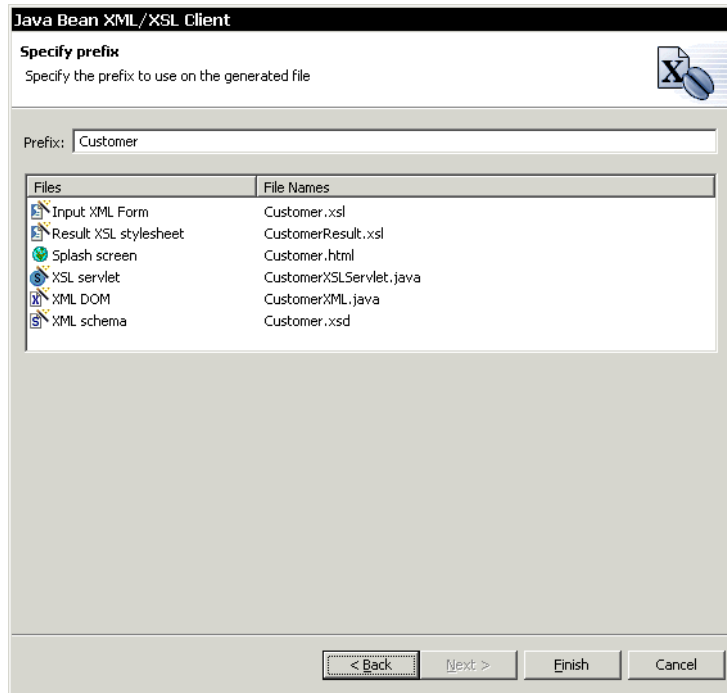 Java Bean XML/XSL Client
Specify prefix
Specify the prefix to use on the generated file
X
Prefix: Customer
Files File Names
Input XML Form Customer.xsl
Result XSL stylesheet CustomerResult.xsl
Splash screen Customer.html
S XSL servlet CustomerXSLServlet.java
X XML DOM CustomerXML.java
S XML schema Customer.xsd
< Back Next > Finish Cancel